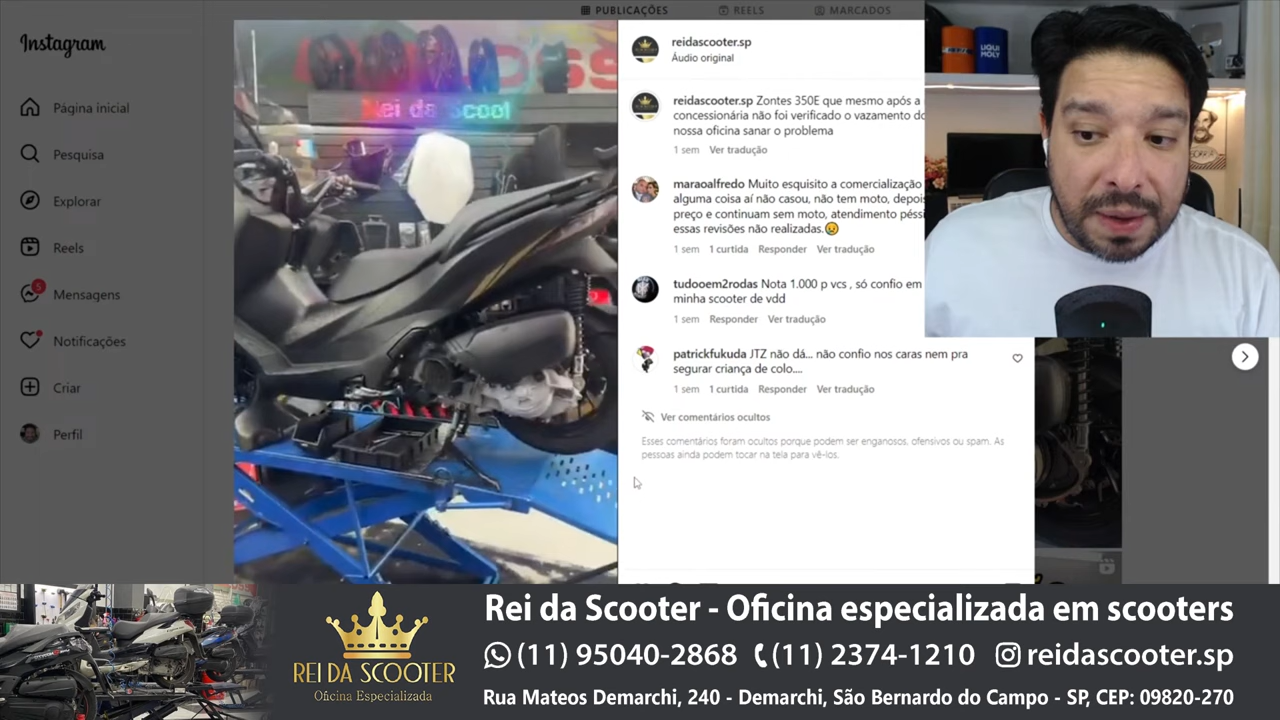 PUBLICAÇÕES
REELS
MARCADOS
Instagram
Página inicial
Pesquisa
Explorar
Reels
5
Mensagens
Notificações
Criar
Perfil
Rei da Scoot
reidascooter.sp
Áudio original
reidascooter.sp Zontes 350E que mesmo após a
concessionária não foi verificado o vazamento do
nossa oficina sanar o problema
1 sem Ver tradução
maraoalfredo Muito esquisito a comercialização
alguma coisa aí não casou, não tem moto, depois
preço e continuam sem moto, atendimento
essas revisões não realizadas.😟
1 sem 1 curtida Responder Ver tradução
tudooem2rodas Nota 1.000 p vcs , só confio em
minha scooter de vdd
1 sem Responder Ver tradução
patrickfukuda JTZ não dá... não confio nos caras nem pra
segurar criança de colo....
1 sem 1 curtida Responder Ver tradução
Ver comentários ocultos
Esses comentários foram ocultos porque podem ser enganosos, ofensivos ou spam. As
pessoas ainda podem tocar na tela para vê-los.
LIQUI
MOLY
REI DA SCOOTER
Oficina Especializada
Rei da Scooter - Oficina especializada em scooters
(11) 95040-2868 (11) 2374-1210 reidascooter.sp
Rua Mateos Demarchi, 240 - Demarchi, São Bernardo do Campo - SP, CEP: 09820-270